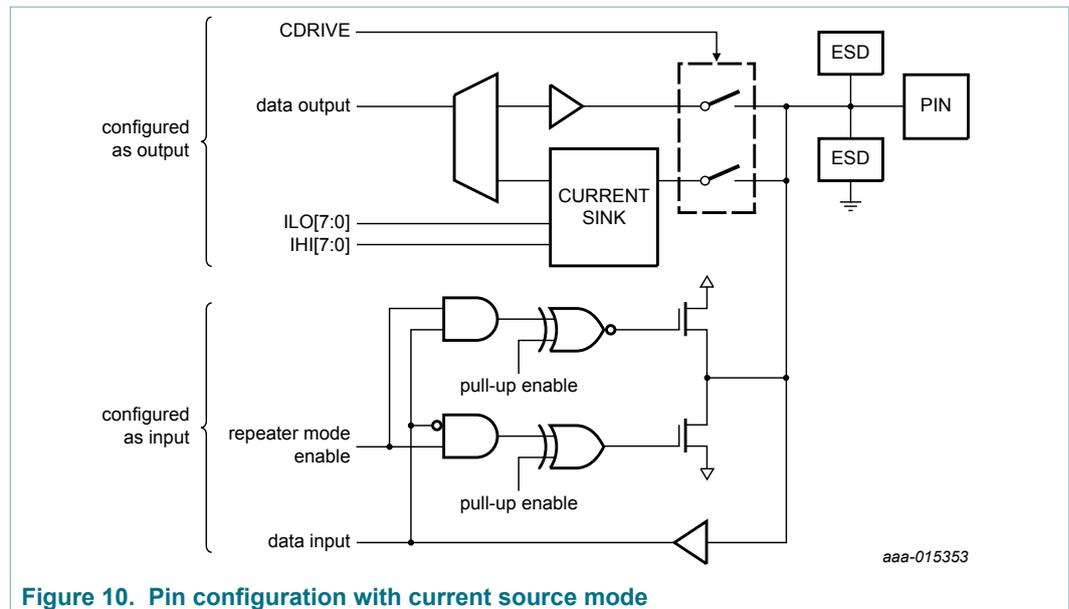 CDRIVE
ESD
data output
PIN
configured
as output
ESD
CURRENT
SINK
ILO[7:0]
IHI[7:0]
pull-up enable
configured
as input
repeater mode
enable
pull-up enable
data input
aaa-015353
Figure 10. Pin configuration with current source mode